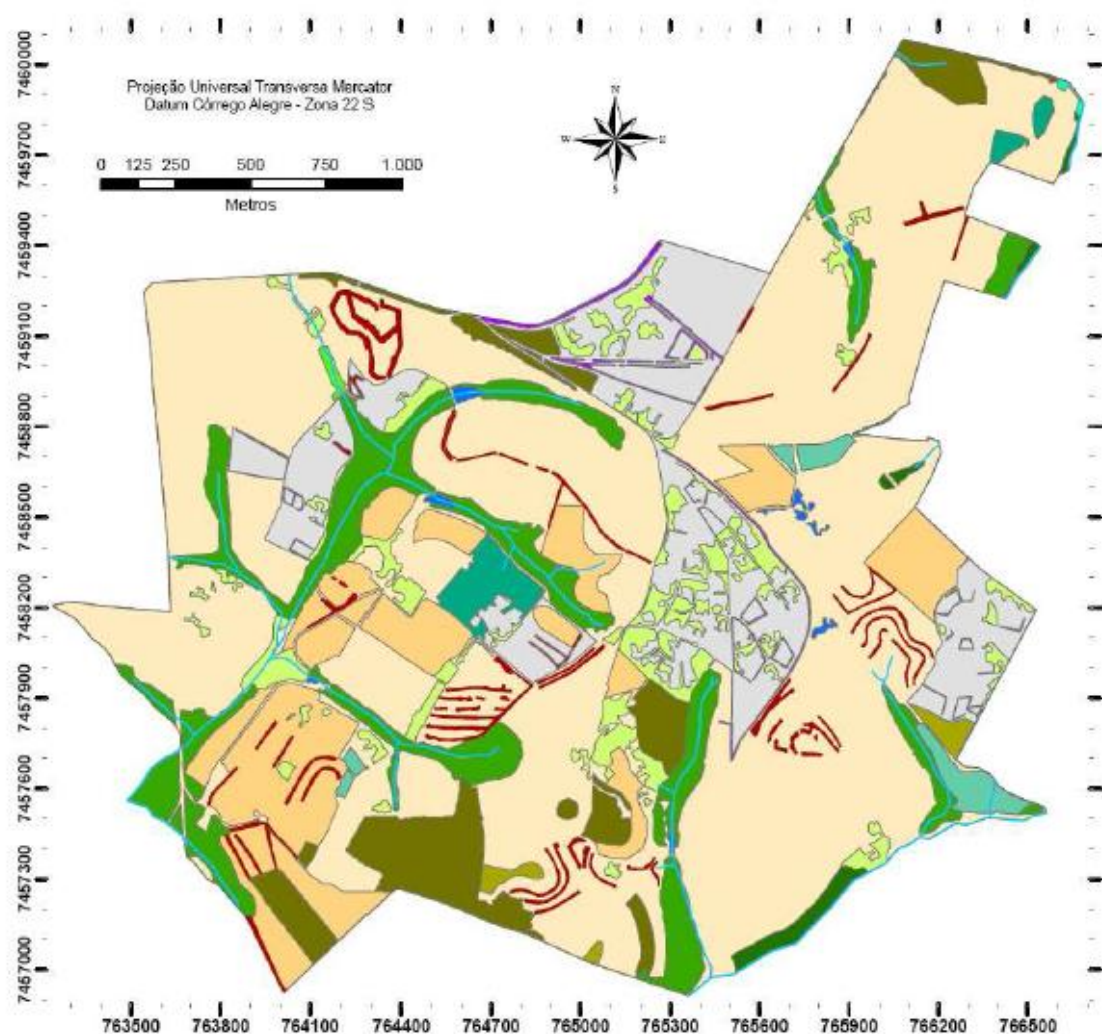 Projeção Universal Transversa Mercator
Datum Córrego Alegre - Zona 22 S
N
W
E
S
0 125 250 500 750 1.000
Metros
7460000
7459700
7459400
7459100
7458800
7458500
7458200
7457900
7457600
7457300
7457000
763500 763800 764100 764400 764700 765000 765300 765600 765900 766200 766500